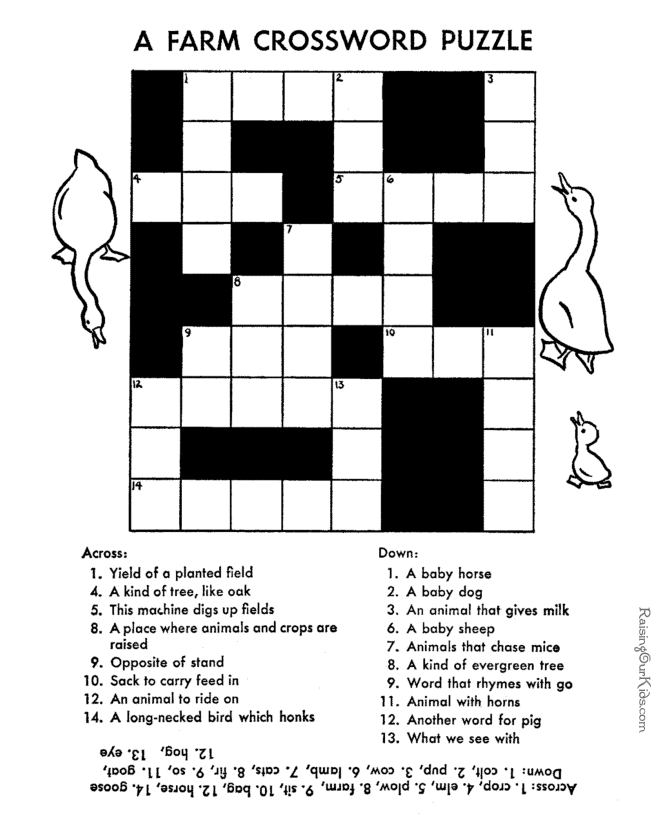 A FARM CROSSWORD PUZZLE
1 2 3
4 5 6
7
8
9 10 11
12 13
14
Across:
1. Yield of a planted field
4. A kind of tree, like oak
5. This machine digs up fields
8. A place where animals and crops are
raised
9. Opposite of stand
10. Sack to carry feed in
12. An animal to ride on
14. A long-necked bird which honks
Down:
1. A baby horse
2. A baby dog
3. An animal that gives milk
6. A baby sheep
7. Animals that chase mice
8. A kind of evergreen tree
9. Word that rhymes with go
11. Animal with horns
12. Another word for pig
13. What we see with
Across: 1. crop, 4. elm, 5. plow, 8. farm, 9. sit, 10. bag, 12. horse, 14. goose
Down: 1. colt, 2. pup, 3. cow, 6. lamb, 7. cats, 8. fir, 9. so, 11. goat,
12. hog, 13. eye
RaisingOurKids.com